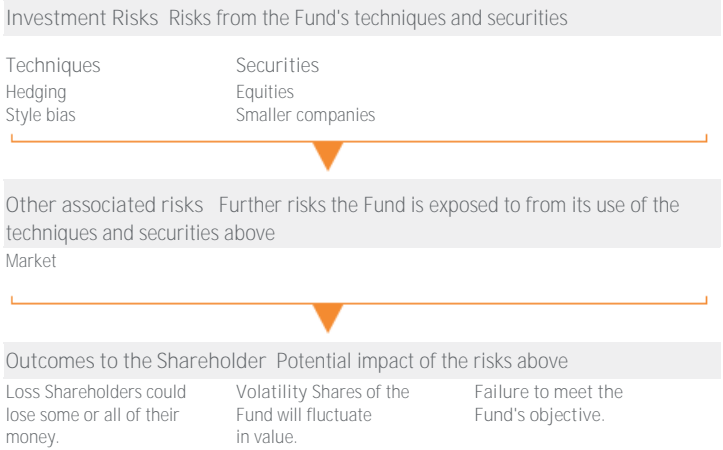 Investment Risks Risks from the Fund's techniques and securities
Techniques
Hedging
Style bias
Securities
Equities
Smaller companies
Other associated risks Further risks the Fund is exposed to from its use of the
techniques and securities above
Market
Outcomes to the Shareholder Potential impact of the risks above
Loss Shareholders could
lose some or all of their
money.
Volatility Shares of the
Fund will fluctuate
in value.
Failure to meet the
Fund's objective.